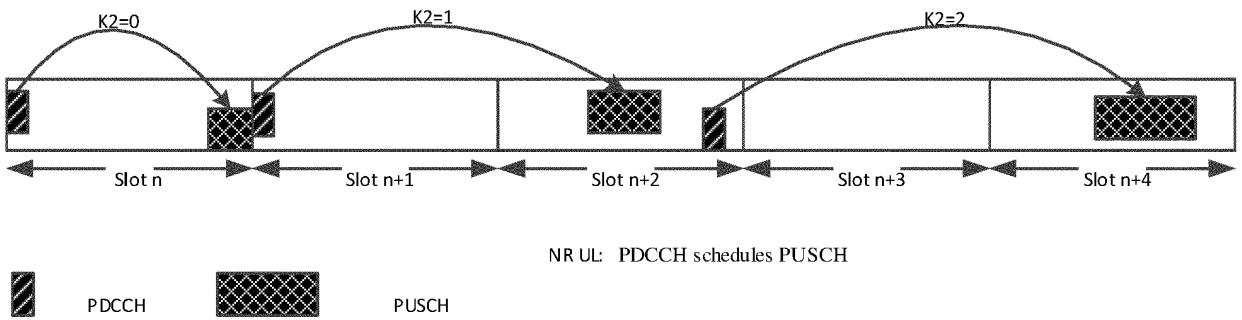 K2=0 K2=1 K2=2
Slot n Slot n+1 Slot n+2 Slot n+3 Slot n+4
NR UL: PDCCH schedules PUSCH
PDCCH PUSCH